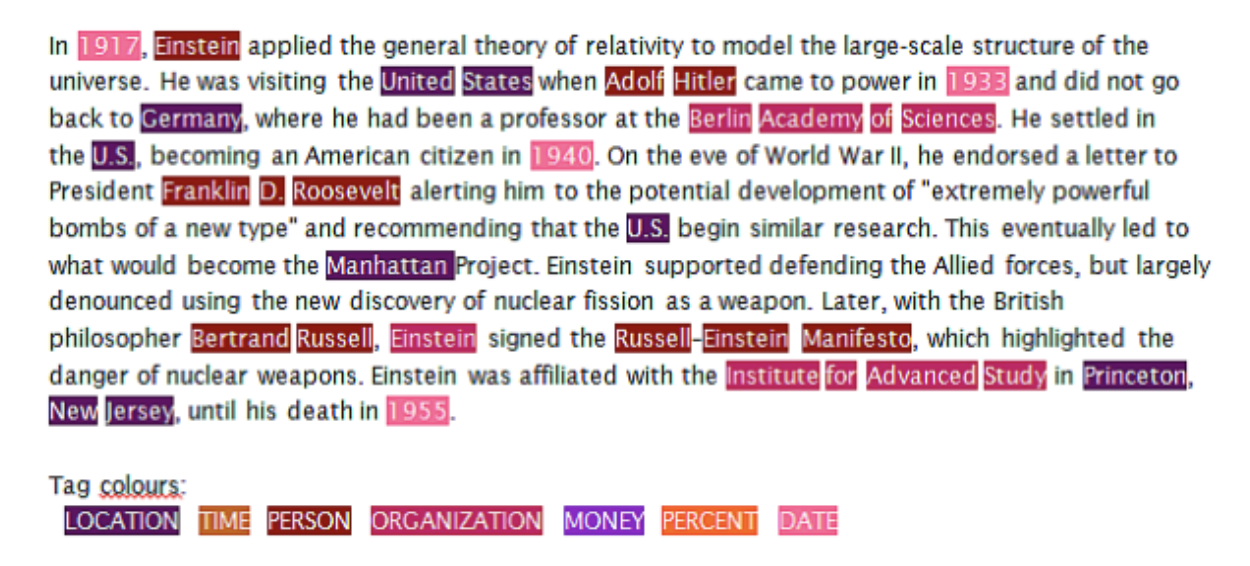 In 1917, Einstein applied the general theory of relativity to model the large-scale structure of the
universe. He was visiting the United States when Adolf Hitler came to power in 1933 and did not go
back to Germany, where he had been a professor at the Berlin Academy of Sciences. He settled in
the U.S., becoming an American citizen in 1940. On the eve of World War II, he endorsed a letter to
President Franklin D. Roosevelt alerting him to the potential development of "extremely powerful
bombs of a new type" and recommending that the U.S. begin similar research. This eventually led to
what would become the Manhattan Project. Einstein supported defending the Allied forces, but largely
denounced using the new discovery of nuclear fission as a weapon. Later, with the British
philosopher Bertrand Russell, Einstein signed the Russell–Einstein Manifesto, which highlighted the
danger of nuclear weapons. Einstein was affiliated with the Institute for Advanced Study in Princeton,
New Jersey, until his death in 1955.
Tag colours:
LOCATION TIME PERSON ORGANIZATION MONEY PERCENT DATE